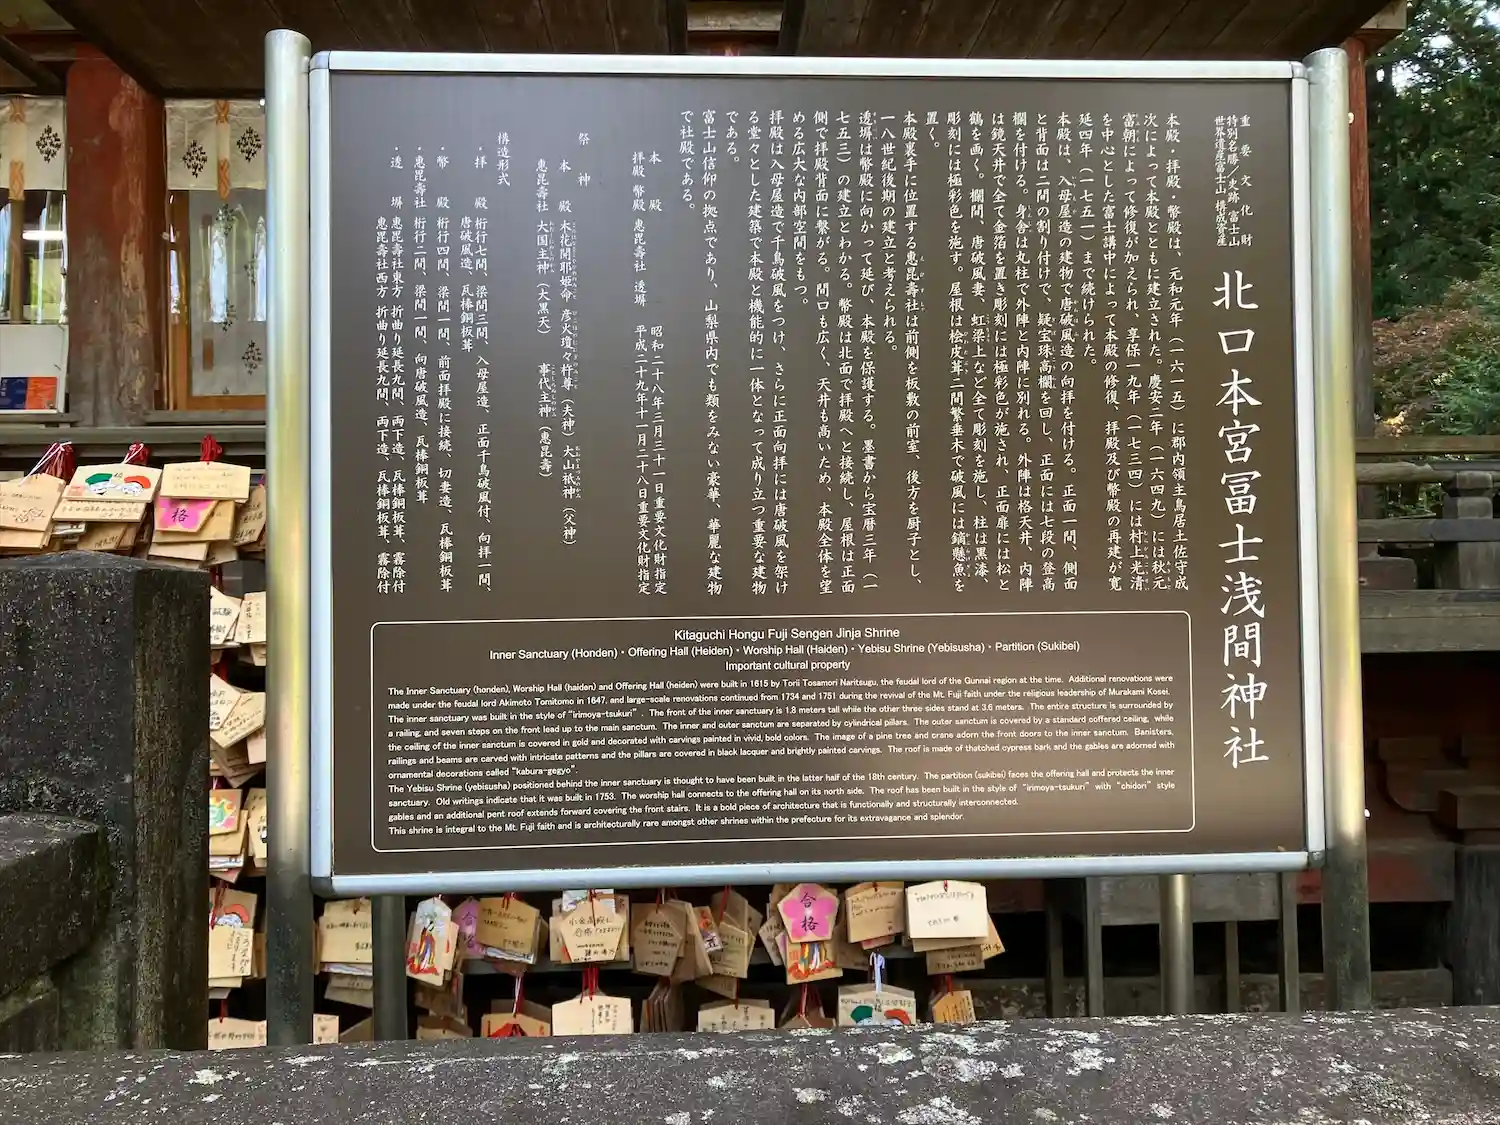 重要文化財
特別名勝／史跡 富士山
世界遺産富士山 構成資産
北口本宮冨士浅間神社
本殿・拝殿・幣殿は、元和元年（一六一五）に郡内領主鳥居土佐守成
次によって本殿とともに建立された。慶安二年（一六四九）には秋元
富朝によって修復が加えられ、享保一九年（一七三四）には村上光清
を中心とした富士講中によって本殿の修復、拝殿及び幣殿の再建が寛
延四年（一七五一）まで続けられた。
本殿は、入母屋造の建物で唐破風造の向拝を付ける。正面一間、側面
と背面は二間の割り付けで、疑宝珠高欄を回し、正面には七段の登高
欄を付ける。身舎は丸柱で外陣と内陣に別れる。外陣は格天井、内陣
は鏡天井で全て金箔を置き彫刻には極彩色が施され、正面扉には松と
鶴を画く。欄間、唐破風妻、虹梁上など全て彫刻を施し、柱は黒漆、
彫刻には極彩色を施す。屋根は桧皮葺二間繁垂木で破風には鏑懸魚を
置く。
本殿裏手に位置する恵毘壽社は前側を板敷の前室、後方を厨子とし、
一八世紀後期の建立と考えられる。
透塀は幣殿に向かって延び、本殿を保護する。墨書から宝暦三年（一
七五三）の建立とわかる。幣殿は北面で拝殿へと接続し、屋根は正面
側で拝殿背面に繋がる。間口も広く、天井も高いため、本殿全体を望
める広大な内部空間をもつ。
拝殿は入母屋造で千鳥破風をつけ、さらに正面向拝には唐破風を架け
る堂々とした建築で本殿と機能的に一体となって成り立つ重要な建物
である。
富士山信仰の拠点であり、山梨県内でも類をみない豪華、華麗な建物
で社殿である。
本殿 昭和二十八年三月三十一日重要文化財指定
拝殿 幣殿 恵毘壽社 透塀 平成二十九年十一月二十八日重要文化財指定
祭神
本殿 木花開耶姫命 彦火瓊々杵尊（夫神）大山祇神（父神）
恵毘壽社 大国主神（大黒天） 事代主神（恵毘壽）
構造形式
・拝殿 桁行七間、梁間三間、入母屋造、正面千鳥破風付、向拝一間、
唐破風造、瓦棒銅板葺
・幣殿 桁行四間、梁間一間、前面拝殿に接続、切妻造、瓦棒銅板葺
・恵毘壽社 桁行二間、梁間一間、向唐破風造、瓦棒銅板葺
・透塀 恵毘壽社東方 折曲り延長九間、両下造、瓦棒銅板葺、霧除付
恵毘壽社西方 折曲り延長九間、両下造、瓦棒銅板葺、霧除付
Kitaguchi Hongu Fuji Sengen Jinja Shrine
Inner Sanctuary (Honden)・Offering Hall (Heiden)・Worship Hall (Haiden)・Yebisu Shrine (Yebisusha)・Partition (Sukibei)
Important cultural property
The Inner Sanctuary (honden), Worship Hall (haiden) and Offering Hall (heiden) were built in 1615 by Torii Tosamori Naritsugu, the feudal lord of the Gunnai region at the time. Additional renovations were
made under the feudal lord Akimoto Tomitomo in 1647, and large-scale renovations continued from 1734 and 1751 during the revival of the Mt. Fuji faith under the religious leadership of Murakami Kosei.
The inner sanctuary was built in the style of "irimoya-tsukuri". The front of the inner sanctuary is 1.8 meters tall while the other three sides stand at 3.6 meters. The entire structure is surrounded by
a railing, and seven steps on the front lead up to the main sanctum. The inner and outer sanctum are separated by cylindrical pillars. The outer sanctum is covered by a standard coffered ceiling, while
the ceiling of the inner sanctum is covered in gold and decorated with carvings painted in vivid, bold colors. The image of a pine tree and crane adorn the front doors to the inner sanctum. Banisters,
railings and beams are carved with intricate patterns and the pillars are covered in black lacquer and brightly painted carvings. The roof is made of thatched cypress bark and the gables are adorned with
ornamental decorations called "kabura-gegyo".
The Yebisu Shrine (yebisusha) positioned behind the inner sanctuary is thought to have been built in the latter half of the 18th century. The partition (sukibei) faces the offering hall and protects the inner
sanctuary. Old writings indicate that it was built in 1753. The worship hall connects to the offering hall on its north side. The roof has been built in the style of "irimoya-tsukuri" with "chidori" style
gables and an additional pent roof extends forward covering the front stairs. It is a bold piece of architecture that is functionally and structurally interconnected.
This shrine is integral to the Mt. Fuji faith and is architecturally rare amongst other shrines within the prefecture for its extravagance and splendor.
合格